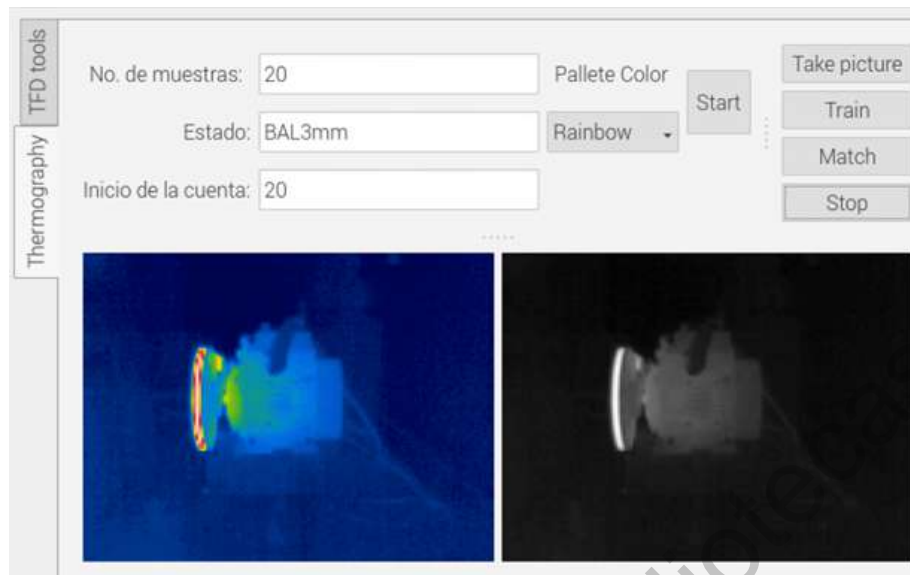 TFD tools
Thermography
No. de muestras: 20
Pallete Color
Start
Take picture
Estado: BAL3mm
Rainbow
Train
Match
Inicio de la cuenta: 20
Stop